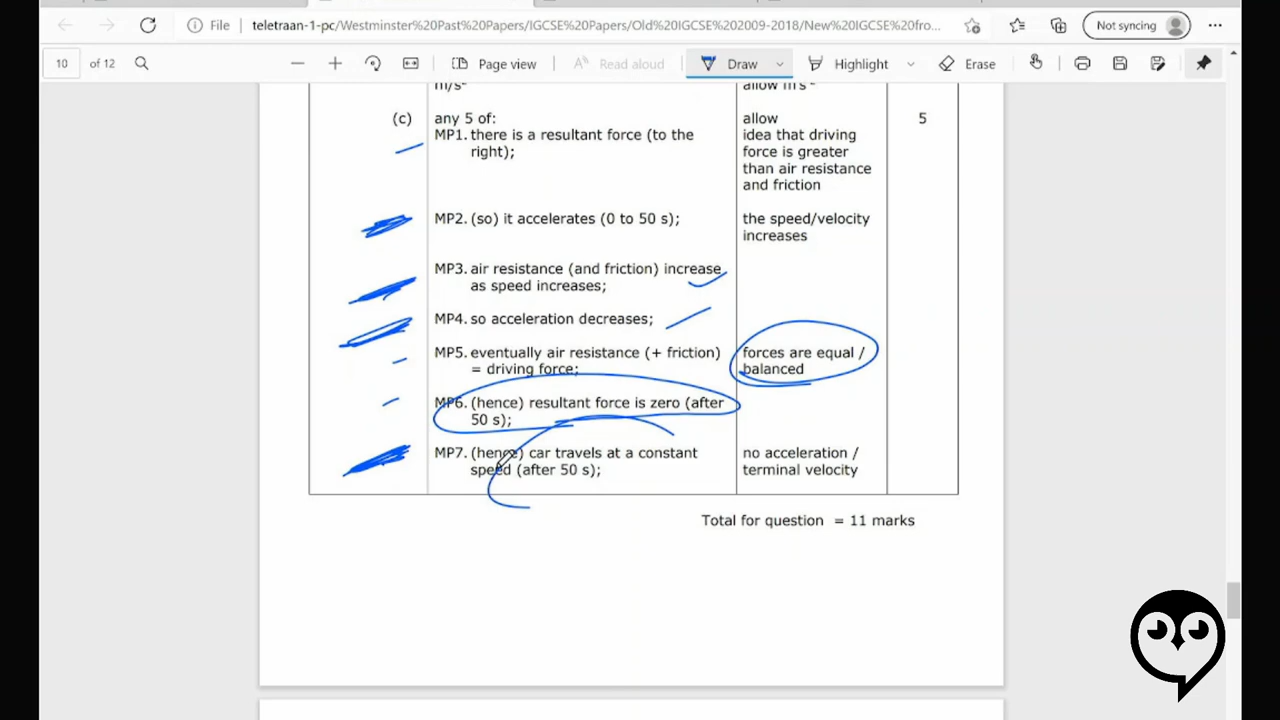 File
teletraan-1-pc/Westminster%20Past%20Papers/IGCSE%20Papers/Old%20IGCSE%202009-2018/New%20IGCSE%20fro...
Not syncing
10 of 12
Page view
Read aloud
Draw
Highlight
Erase
m/s²
(c) any 5 of: allow 5
MP1. there is a resultant force (to the idea that driving
right); force is greater
than air resistance
and friction
MP2. (so) it accelerates (0 to 50 s); the speed/velocity
increases
MP3. air resistance (and friction) increase
as speed increases;
MP4. so acceleration decreases;
MP5. eventually air resistance (+ friction) forces are equal /
= driving force; balanced
MP6. (hence) resultant force is zero (after
50 s);
MP7. (hence) car travels at a constant no acceleration /
speed (after 50 s); terminal velocity
Total for question = 11 marks